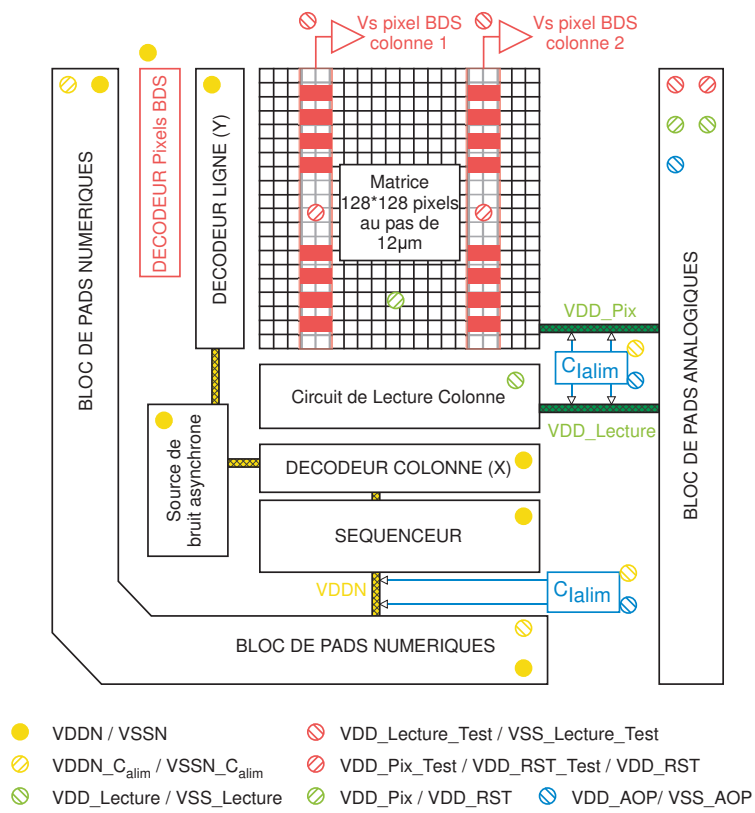 Vs pixel BDS
colonne 1
Vs pixel BDS
colonne 2
BLOC DE PADS NUMERIQUES
DECODEUR Pixels BDS
DECODEUR LIGNE (Y)
Matrice
128*128 pixels
au pas de
12µm
BLOC DE PADS ANALOGIQUES
VDD_Pix
CIalim
VDD_Lecture
Circuit de Lecture Colonne
Source de
bruit asynchrone
DECODEUR COLONNE (X)
SEQUENCEUR
VDDN
CIalim
BLOC DE PADS NUMERIQUES
VDDN / VSSN
VDD_Lecture_Test / VSS_Lecture_Test
VDDN_Calim / VSSN_Calim
VDD_Pix_Test / VDD_RST_Test / VDD_RST
VDD_Lecture / VSS_Lecture
VDD_Pix / VDD_RST
VDD_AOP/ VSS_AOP